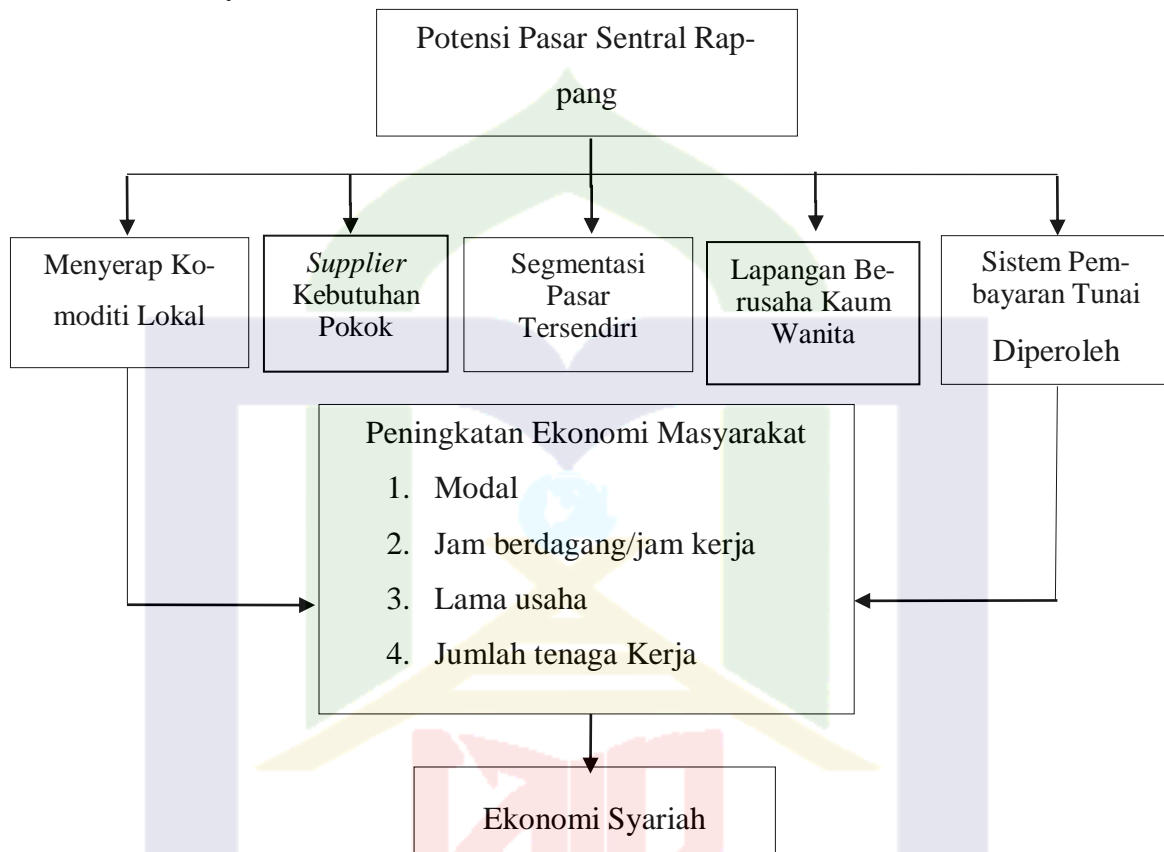 Potensi Pasar Sentral Rap-
pang
Menyerap Ko-
moditi Lokal
Supplier
Kebutuhan
Pokok
Segmentasi
Pasar
Tersendiri
Lapangan Be-
rusaha Kaum
Wanita
Sistem Pem-
bayaran Tunai
Diperoleh
Peningkatan Ekonomi Masyarakat
1. Modal
2. Jam berdagang/jam kerja
3. Lama usaha
4. Jumlah tenaga Kerja
Ekonomi Syariah